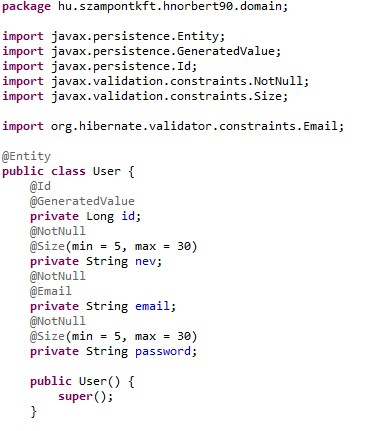 package hu.szampontkft.hnorbert90.domain;

import javax.persistence.Entity;
import javax.persistence.GeneratedValue;
import javax.persistence.Id;
import javax.validation.constraints.NotNull;
import javax.validation.constraints.Size;

import org.hibernate.validator.constraints.Email;

@Entity
public class User {
    @Id
    @GeneratedValue
    private Long id;
    @NotNull
    @Size(min = 5, max = 30)
    private String nev;
    @NotNull
    @Email
    private String email;
    @NotNull
    @Size(min = 5, max = 30)
    private String password;

    public User() {
        super();
    }